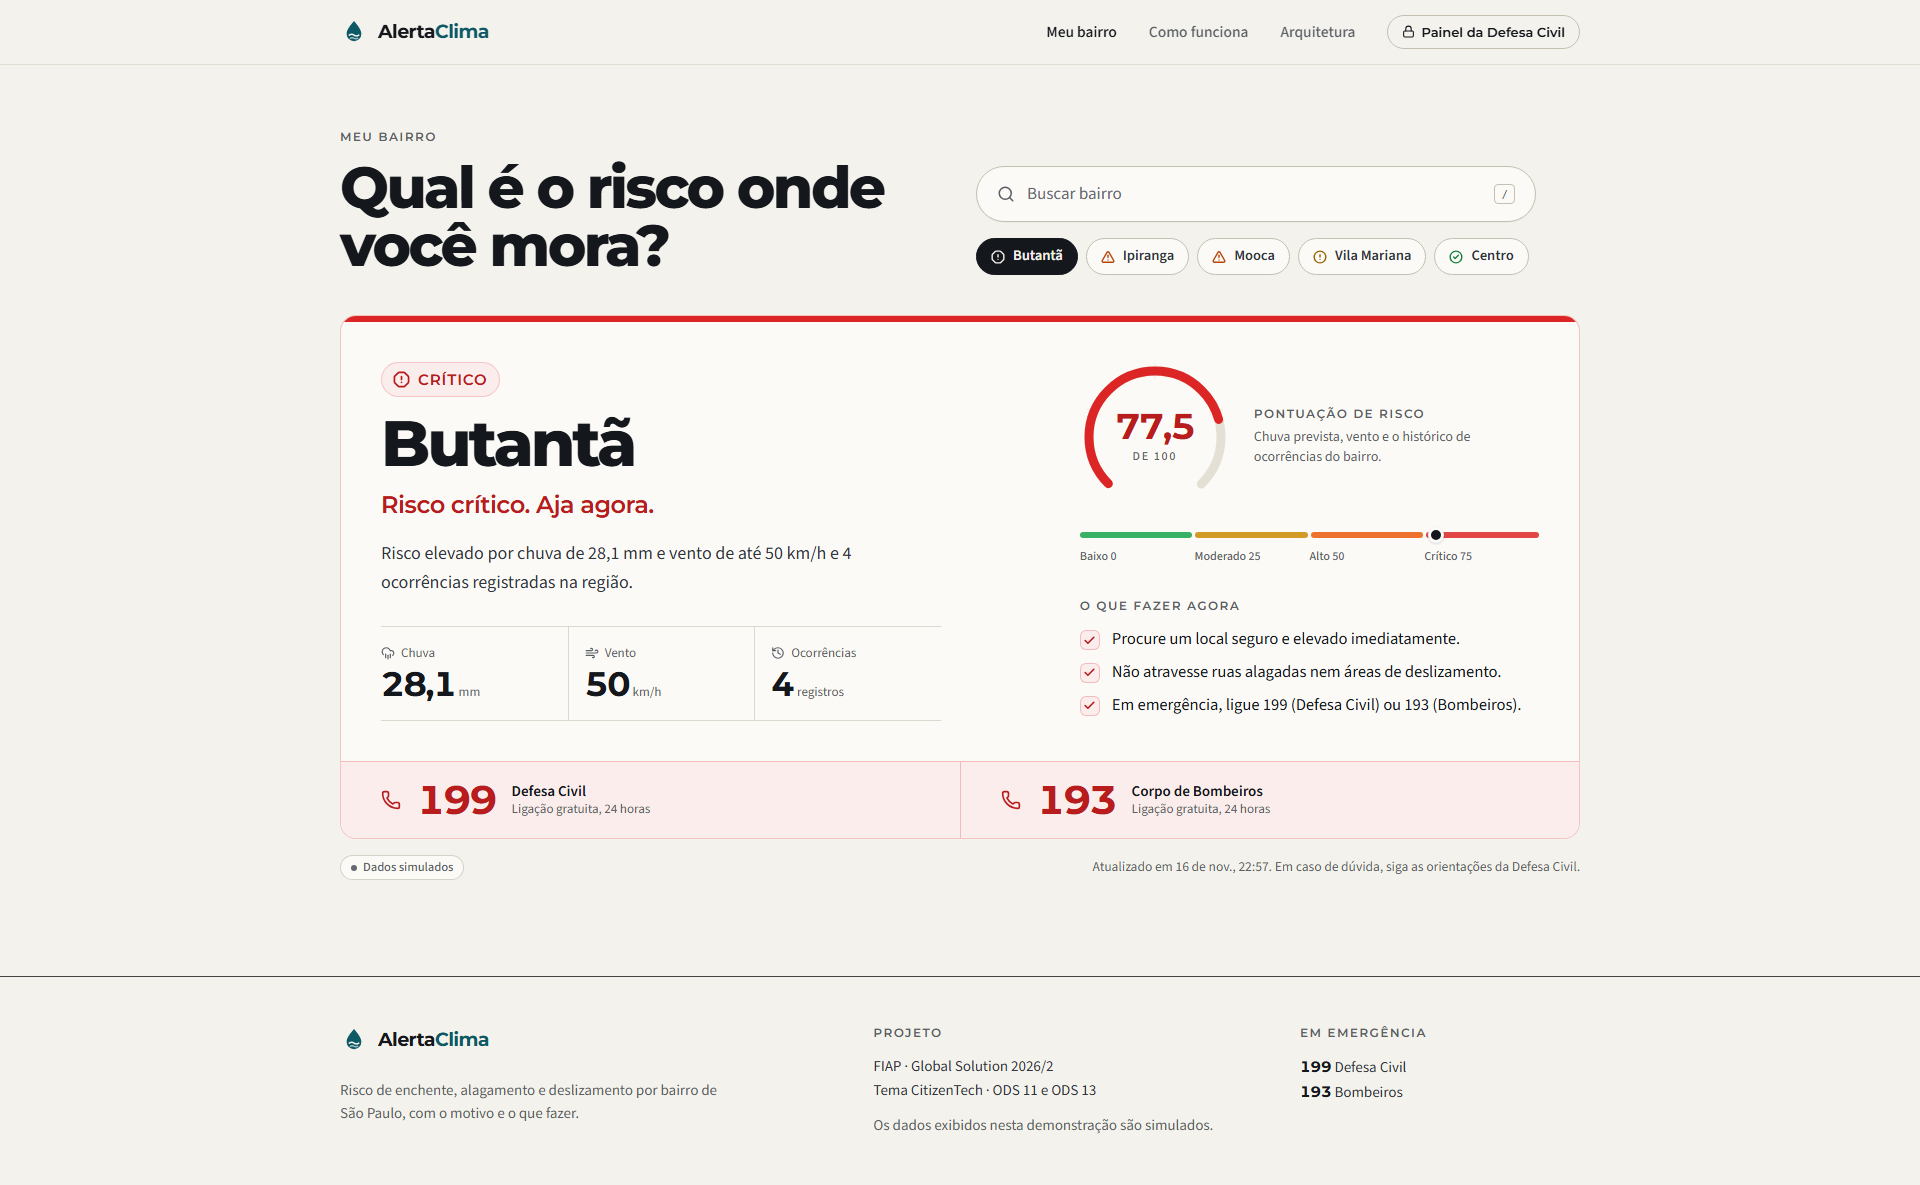 AlertaClima
Meu bairro
Como funciona
Arquitetura
Painel da Defesa Civil
MEU BAIRRO
Qual é o risco onde
você mora?
Buscar bairro
/
Butantã
Ipiranga
Mooca
Vila Mariana
Centro
CRÍTICO
Butantã
Risco crítico. Aja agora.
Risco elevado por chuva de 28,1 mm e vento de até 50 km/h e 4
ocorrências registradas na região.
Chuva
28,1 mm
Vento
50 km/h
Ocorrências
4 registros
77,5
DE 100
PONTUAÇÃO DE RISCO
Chuva prevista, vento e o histórico de
ocorrências do bairro.
Baixo 0
Moderado 25
Alto 50
Crítico 75
O QUE FAZER AGORA
Procure um local seguro e elevado imediatamente.
Não atravesse ruas alagadas nem áreas de deslizamento.
Em emergência, ligue 199 (Defesa Civil) ou 193 (Bombeiros).
199
Defesa Civil
Ligação gratuita, 24 horas
193
Corpo de Bombeiros
Ligação gratuita, 24 horas
Dados simulados
Atualizado em 16 de nov., 22:57. Em caso de dúvida, siga as orientações da Defesa Civil.
AlertaClima
Risco de enchente, alagamento e deslizamento por bairro de
São Paulo, com o motivo e o que fazer.
PROJETO
FIAP · Global Solution 2026/2
Tema CitizenTech · ODS 11 e ODS 13
Os dados exibidos nesta demonstração são simulados.
EM EMERGÊNCIA
199 Defesa Civil
193 Bombeiros